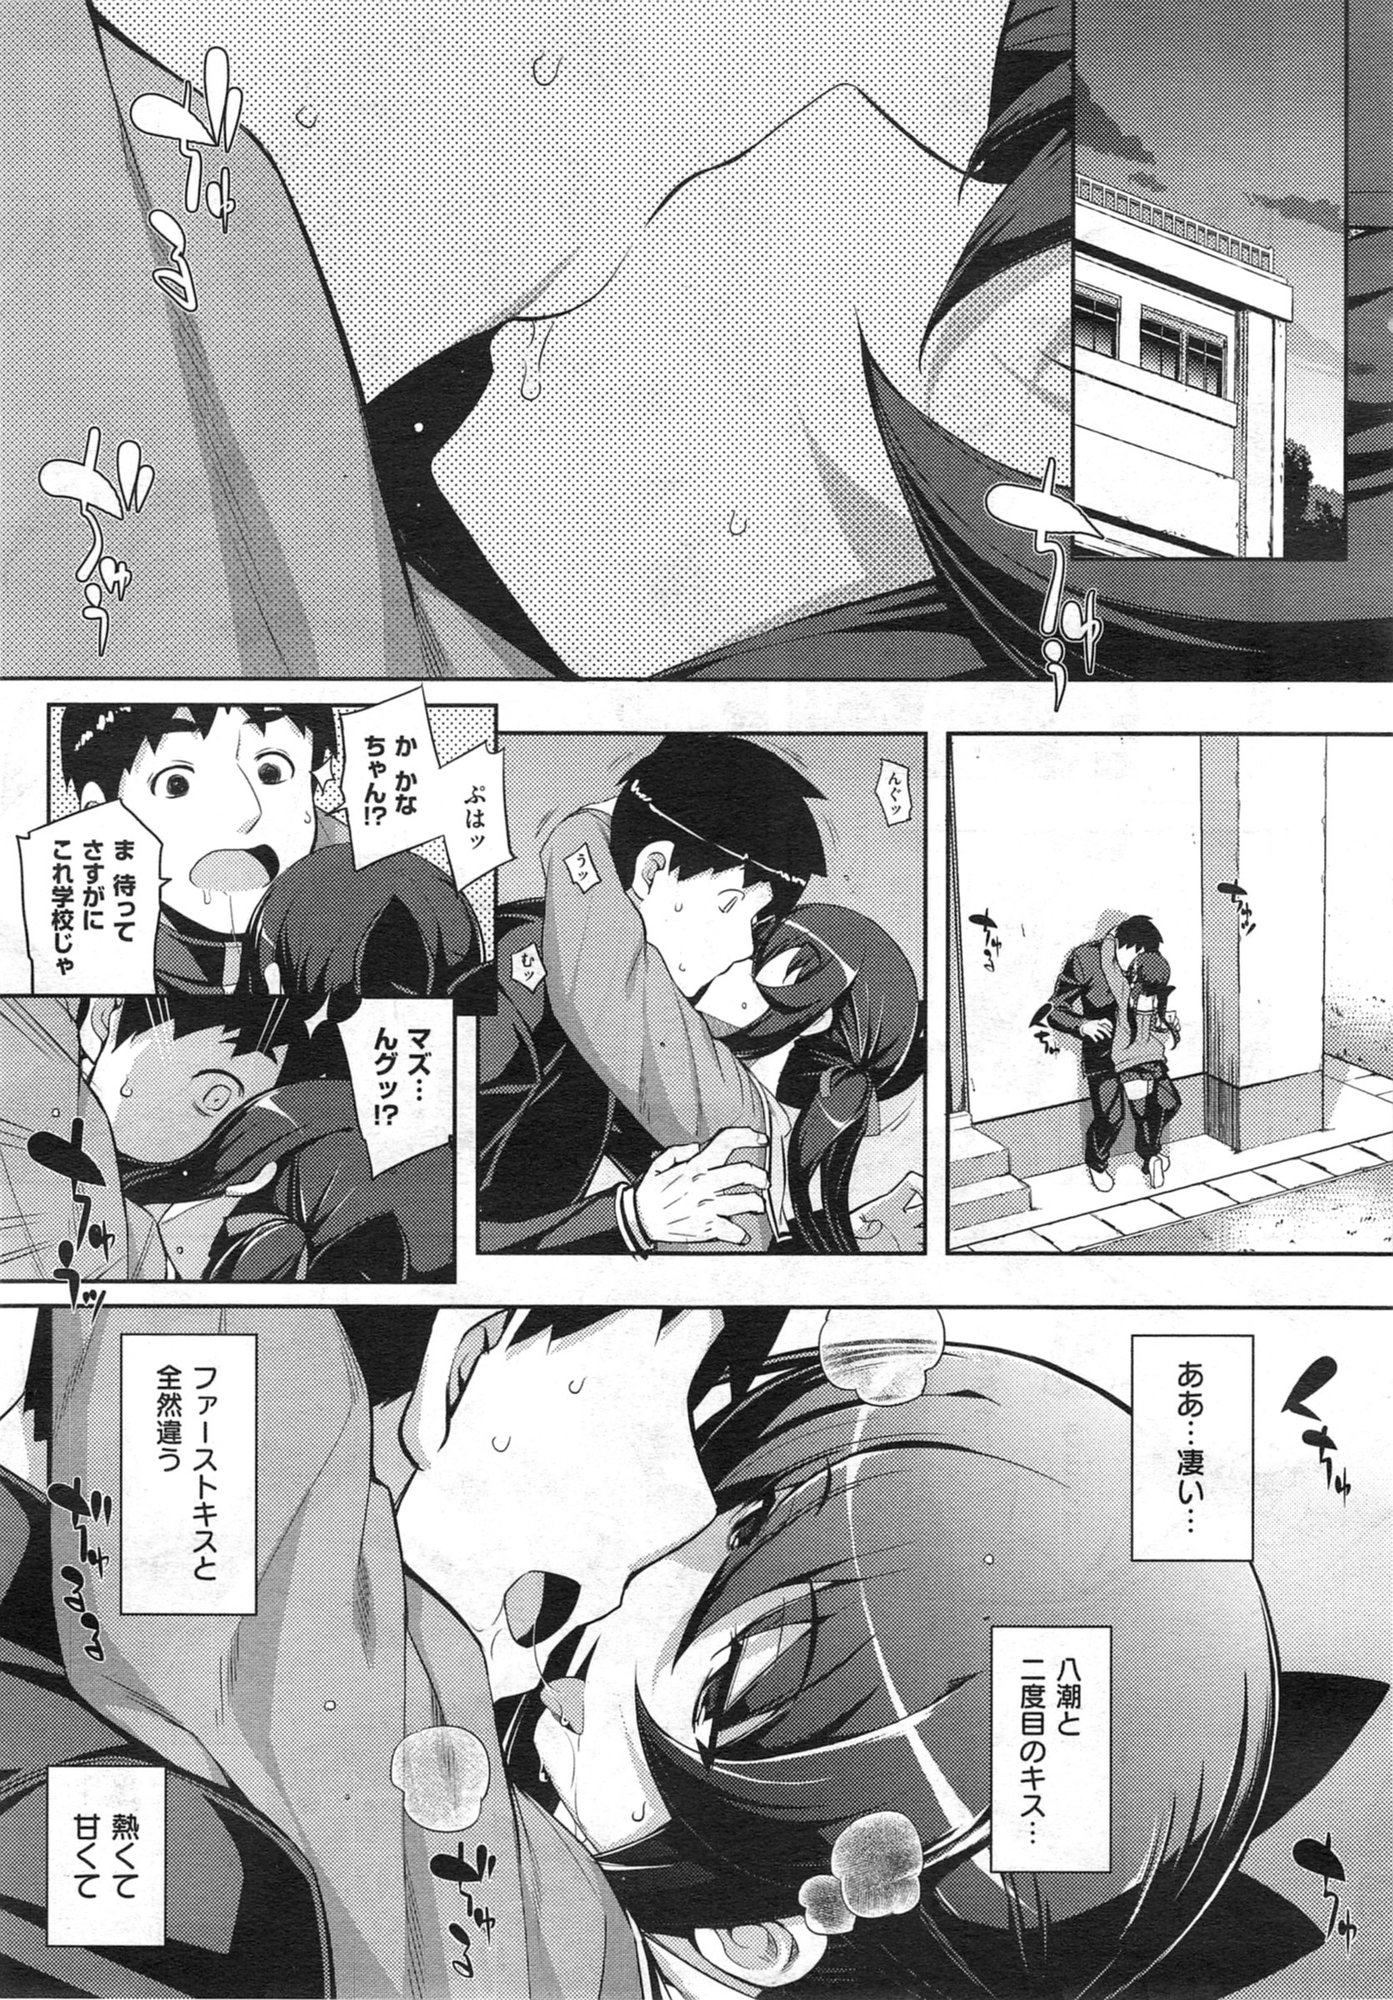 ちゅ
る
ちゅ
ぢゅう
んぐッ
うッ
むッ
ちゅ
ちゅる
ちゅ
ぷはッ
か かな
ちゃん!?
ま 待って
さすがに
これ学校じゃ
マズ…
んグッ!?
ちゅうッ
ああ…凄い…
八潮と
二度目のキス…
ファーストキスと
全然違う
熱くて
甘くて
くちゅ
ぢゅるる
ぢゅ
ちゅ